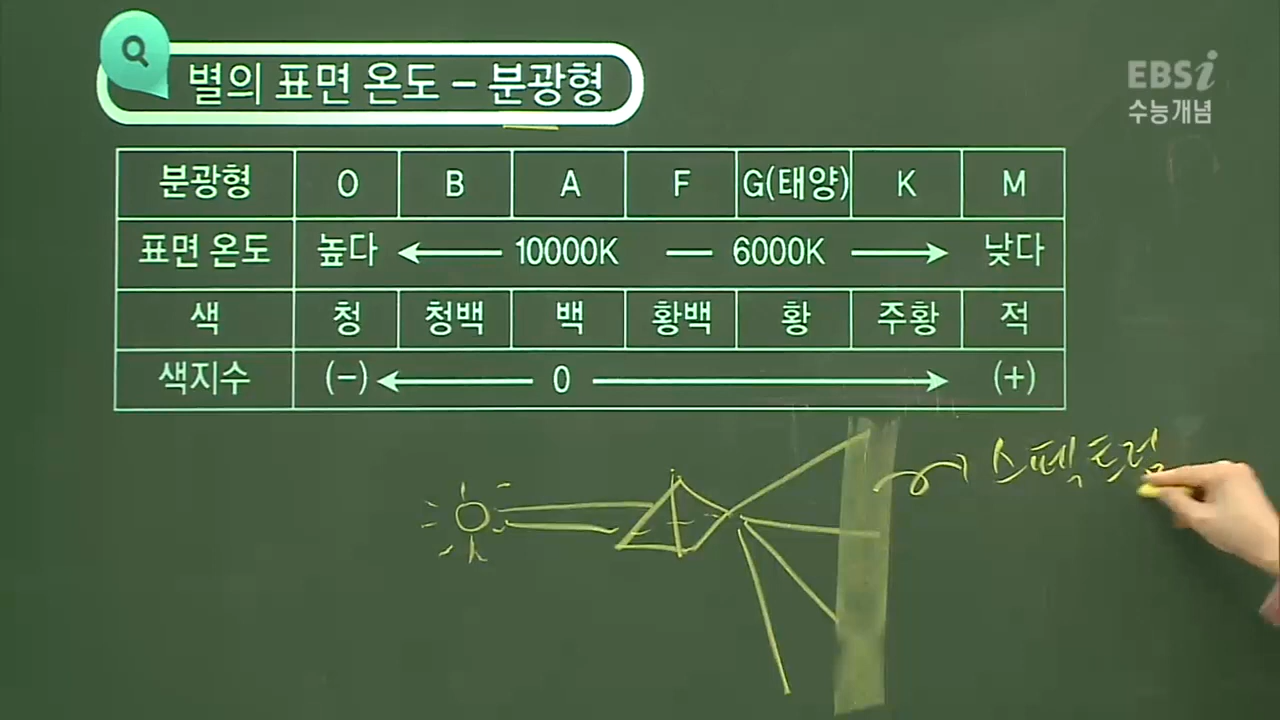 별의 표면 온도 – 분광형
EBSi
수능개념
분광형 O B A F G(태양) K M
표면 온도 높다 10000K 6000K 낮다
색 청 청백 백 황백 황 주황 적
색지수 (−) 0 (+)
스펙트럼